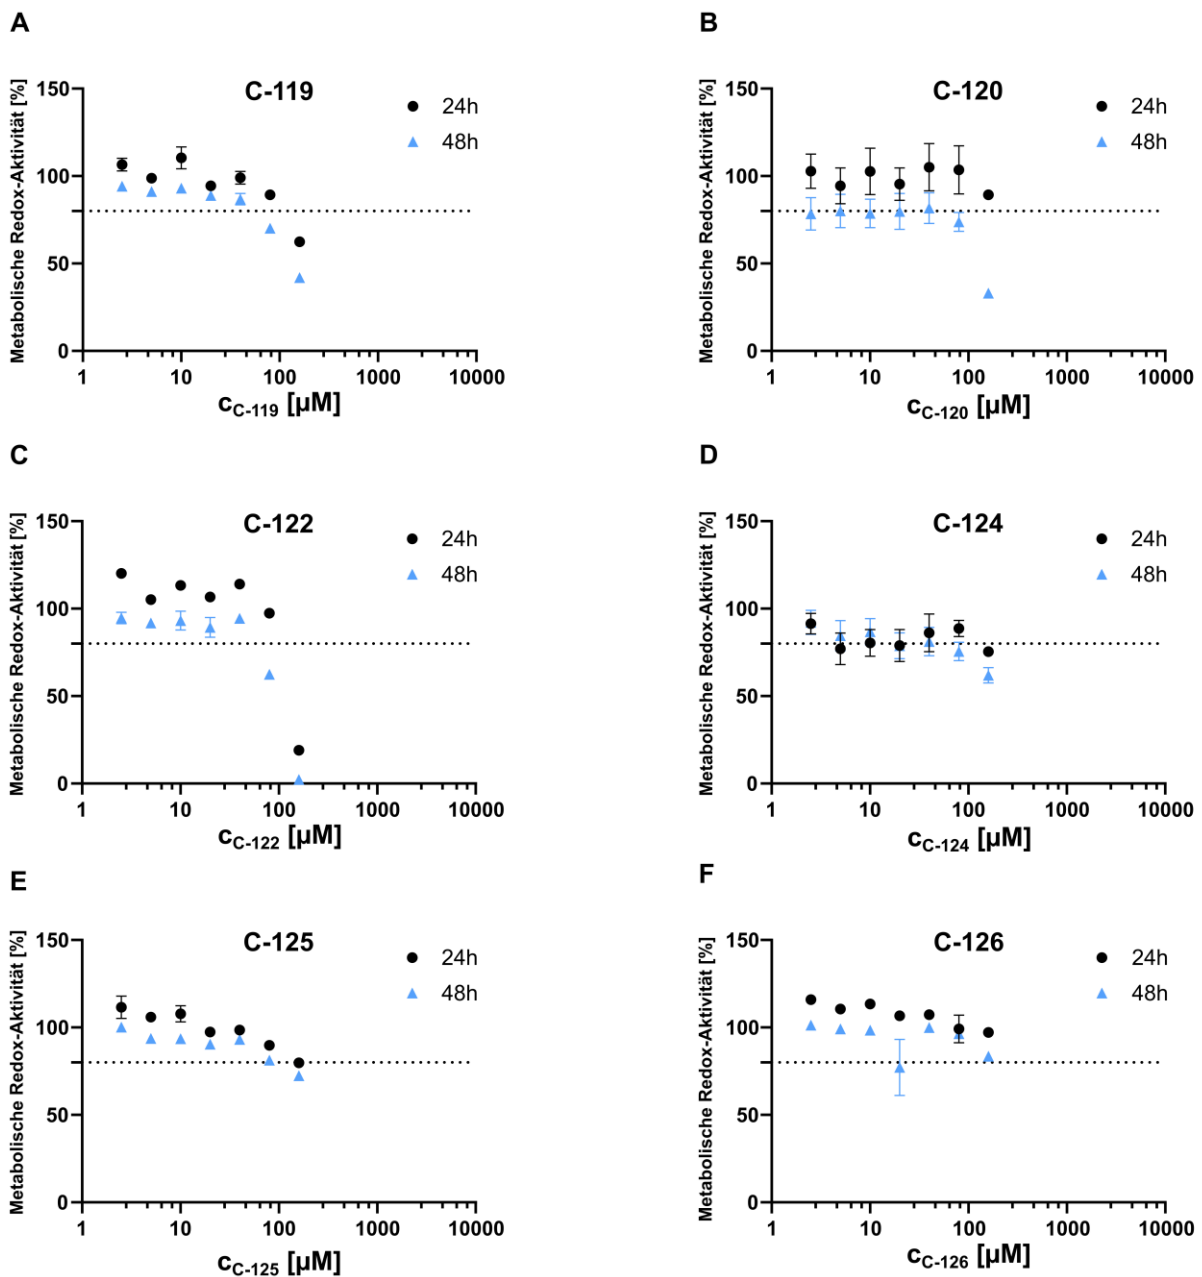 A
C-119
Metabolische Redox-Aktivität [%]
150
100
50
0
24h
48h
1 10 100 1000 10000
cC-119 [µM]
B
C-120
Metabolische Redox-Aktivität [%]
150
100
50
0
24h
48h
1 10 100 1000 10000
cC-120 [µM]
C
C-122
Metabolische Redox-Aktivität [%]
150
100
50
0
24h
48h
1 10 100 1000 10000
cC-122 [µM]
D
C-124
Metabolische Redox-Aktivität [%]
150
100
50
0
24h
48h
1 10 100 1000 10000
cC-124 [µM]
E
C-125
Metabolische Redox-Aktivität [%]
150
100
50
0
24h
48h
1 10 100 1000 10000
cC-125 [µM]
F
C-126
Metabolische Redox-Aktivität [%]
150
100
50
0
24h
48h
1 10 100 1000 10000
cC-126 [µM]